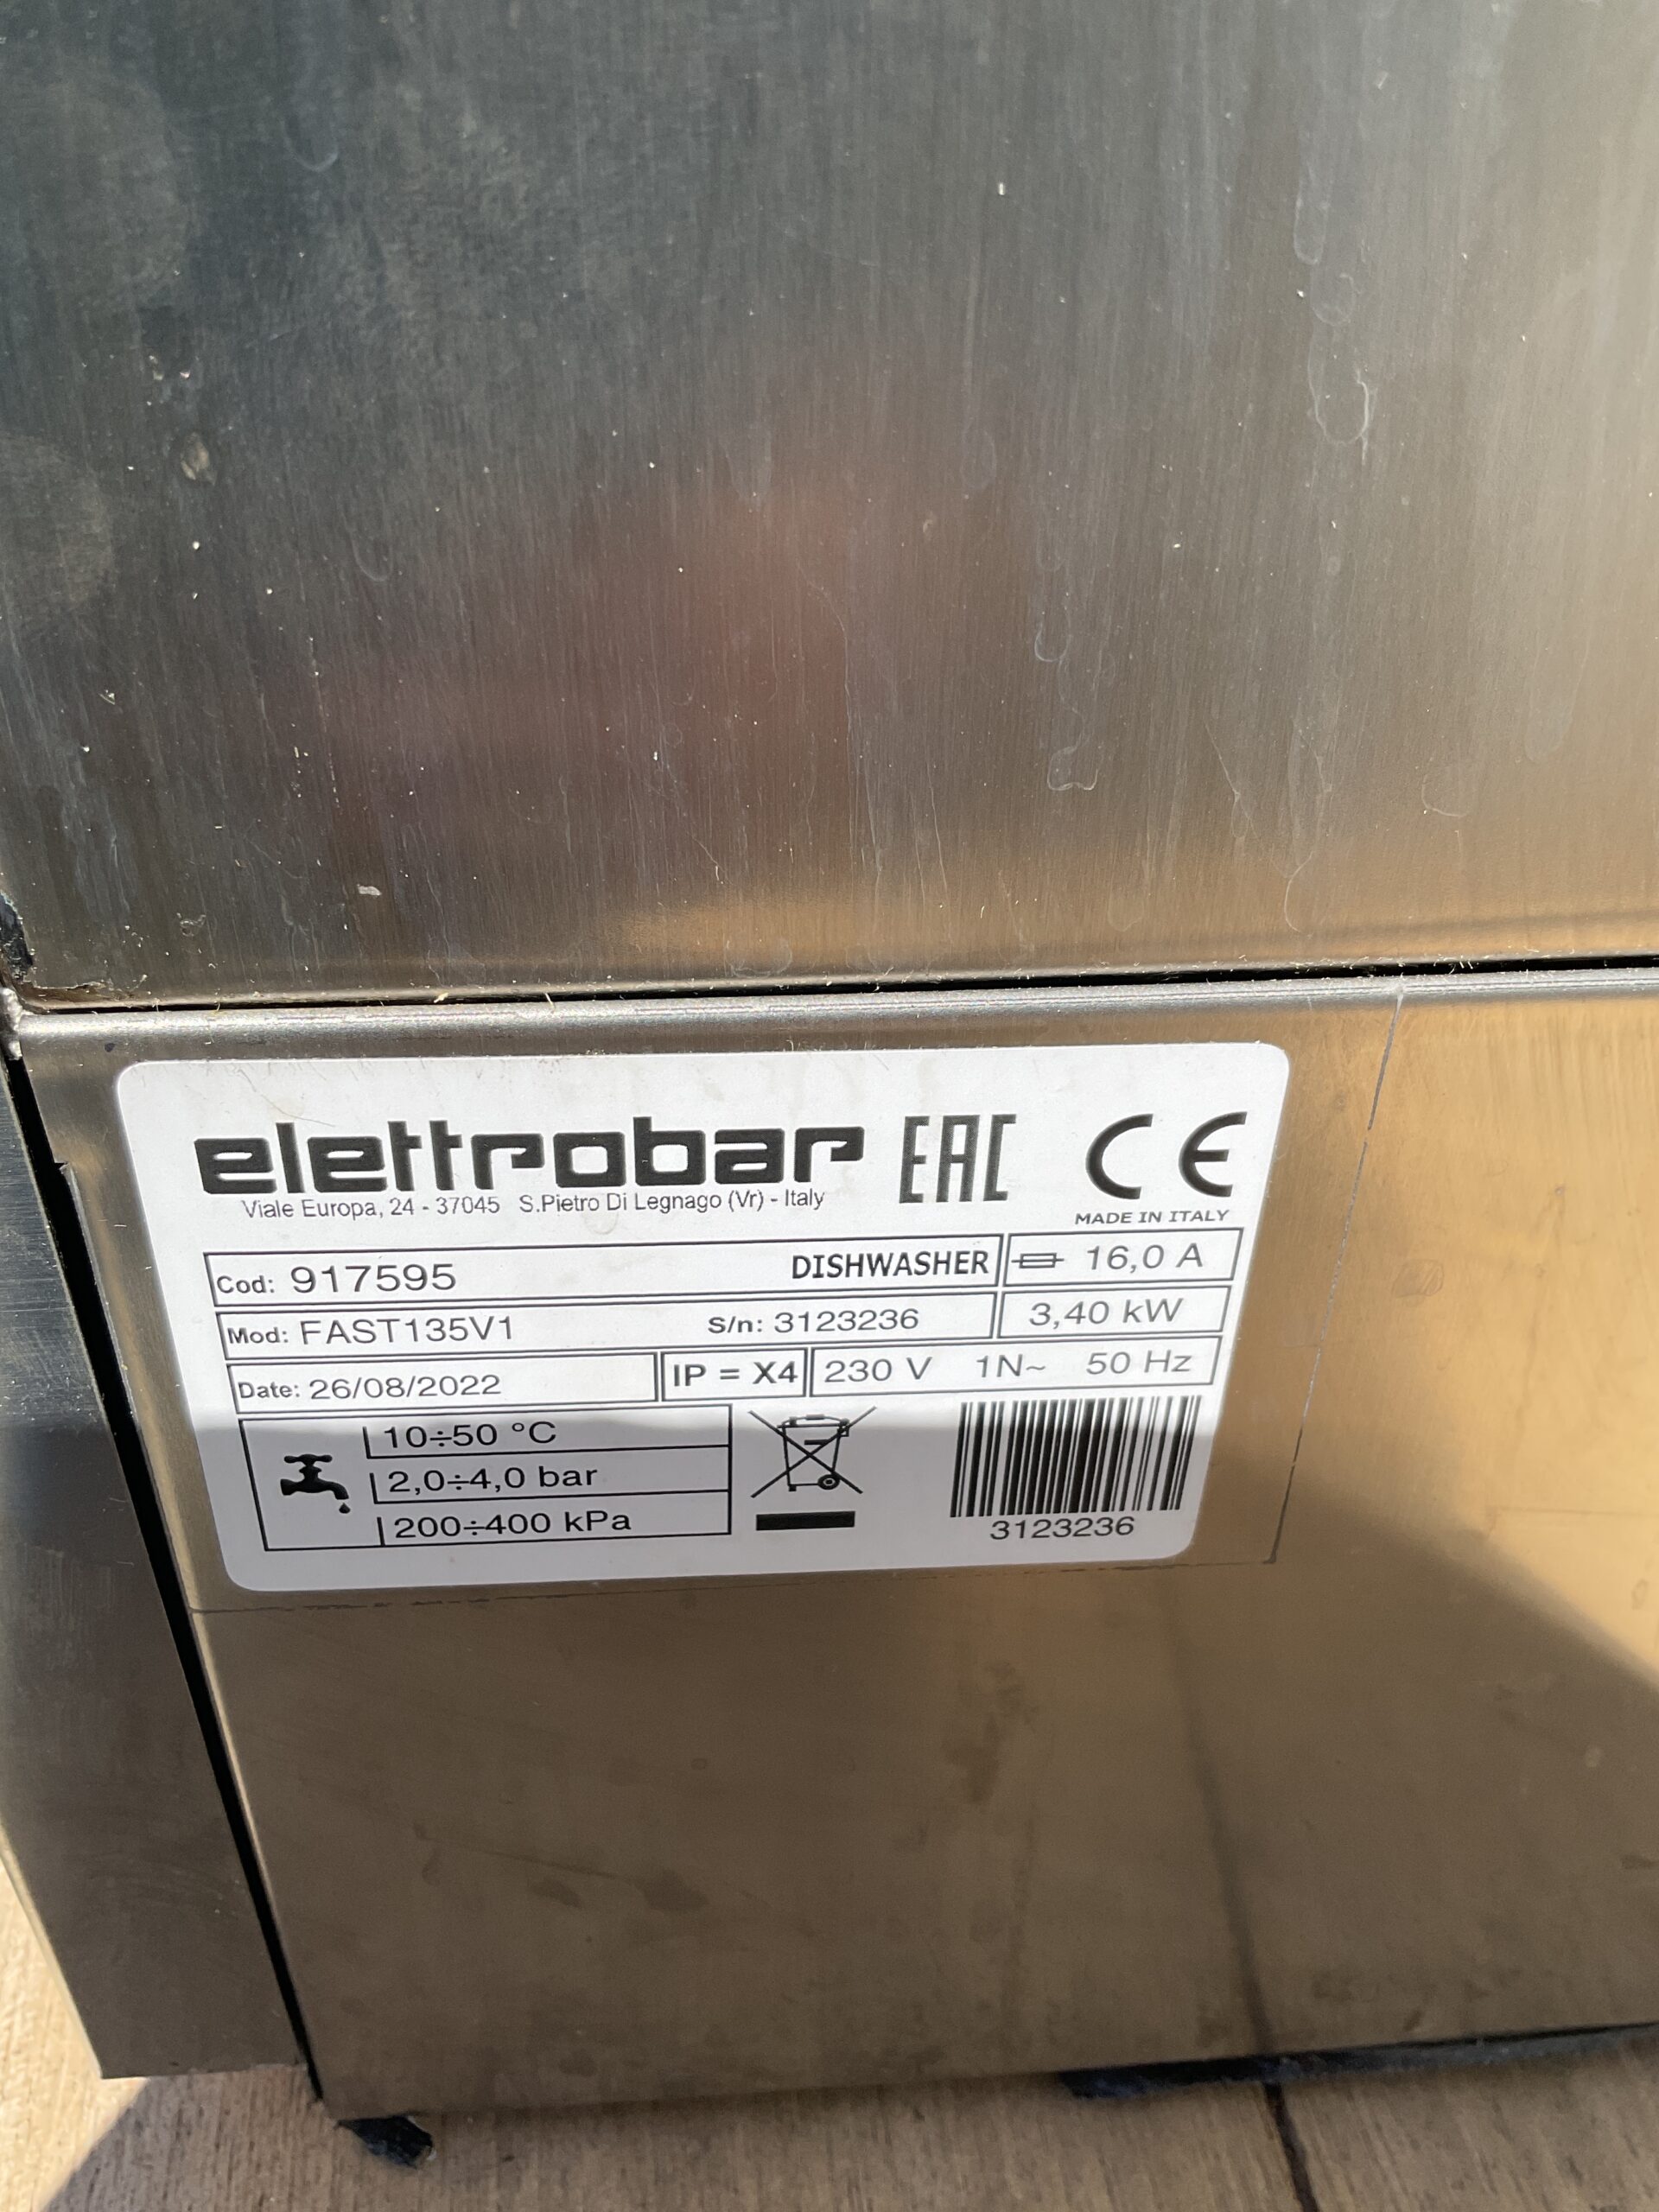 elettrobar EAC CE
Viale Europa, 24 - 37045 S.Pietro Di Legnago (Vr) - Italy
MADE IN ITALY
Cod: 917595 DISHWASHER 16,0 A
Mod: FAST135V1 S/n: 3123236 3,40 kW
Date: 26/08/2022 IP = X4 230 V 1N~ 50 Hz
10÷50 °C
2,0÷4,0 bar
200÷400 kPa
3123236